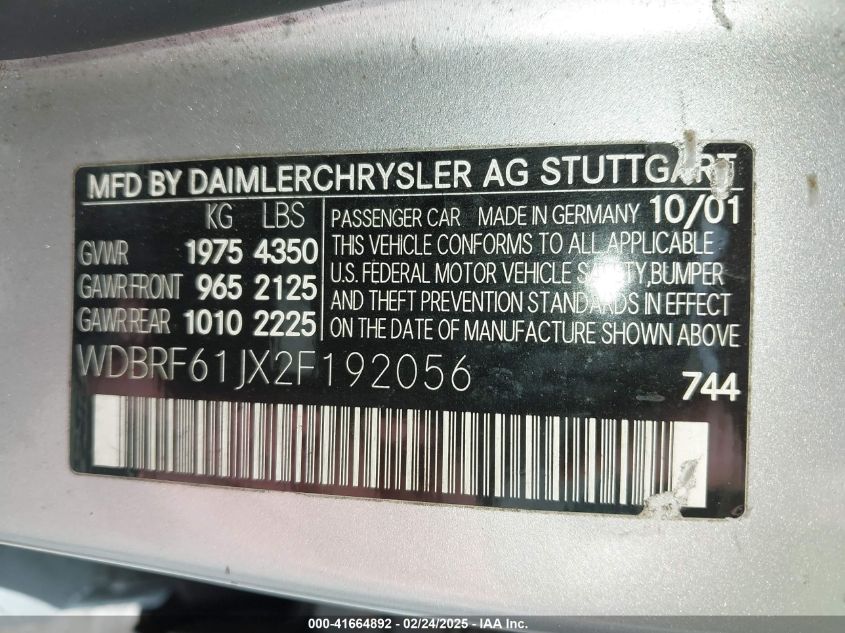 MFD BY DAIMLERCHRYSLER AG STUTTGART
KG LBS
GVWR 1975 4350
GAWR FRONT 965 2125
GAWR REAR 1010 2225
PASSENGER CAR MADE IN GERMANY 10/01
THIS VEHICLE CONFORMS TO ALL APPLICABLE
U.S. FEDERAL MOTOR VEHICLE SAFETY, BUMPER
AND THEFT PREVENTION STANDARDS IN EFFECT
ON THE DATE OF MANUFACTURE SHOWN ABOVE
WDBRF61JX2F192056
744
000-41664892 - 02/24/2025 - IAA Inc.